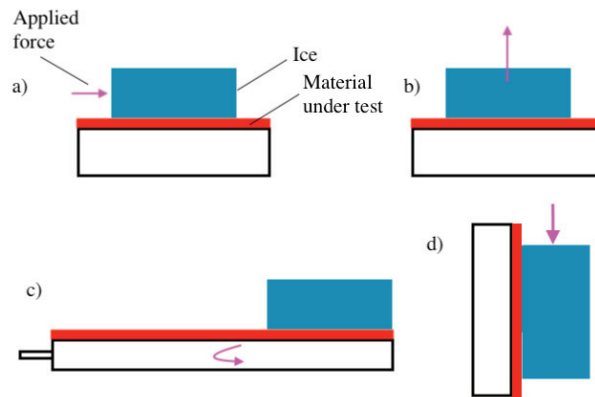 Applied
force
Ice
a)
Material
under test
b)
c)
d)